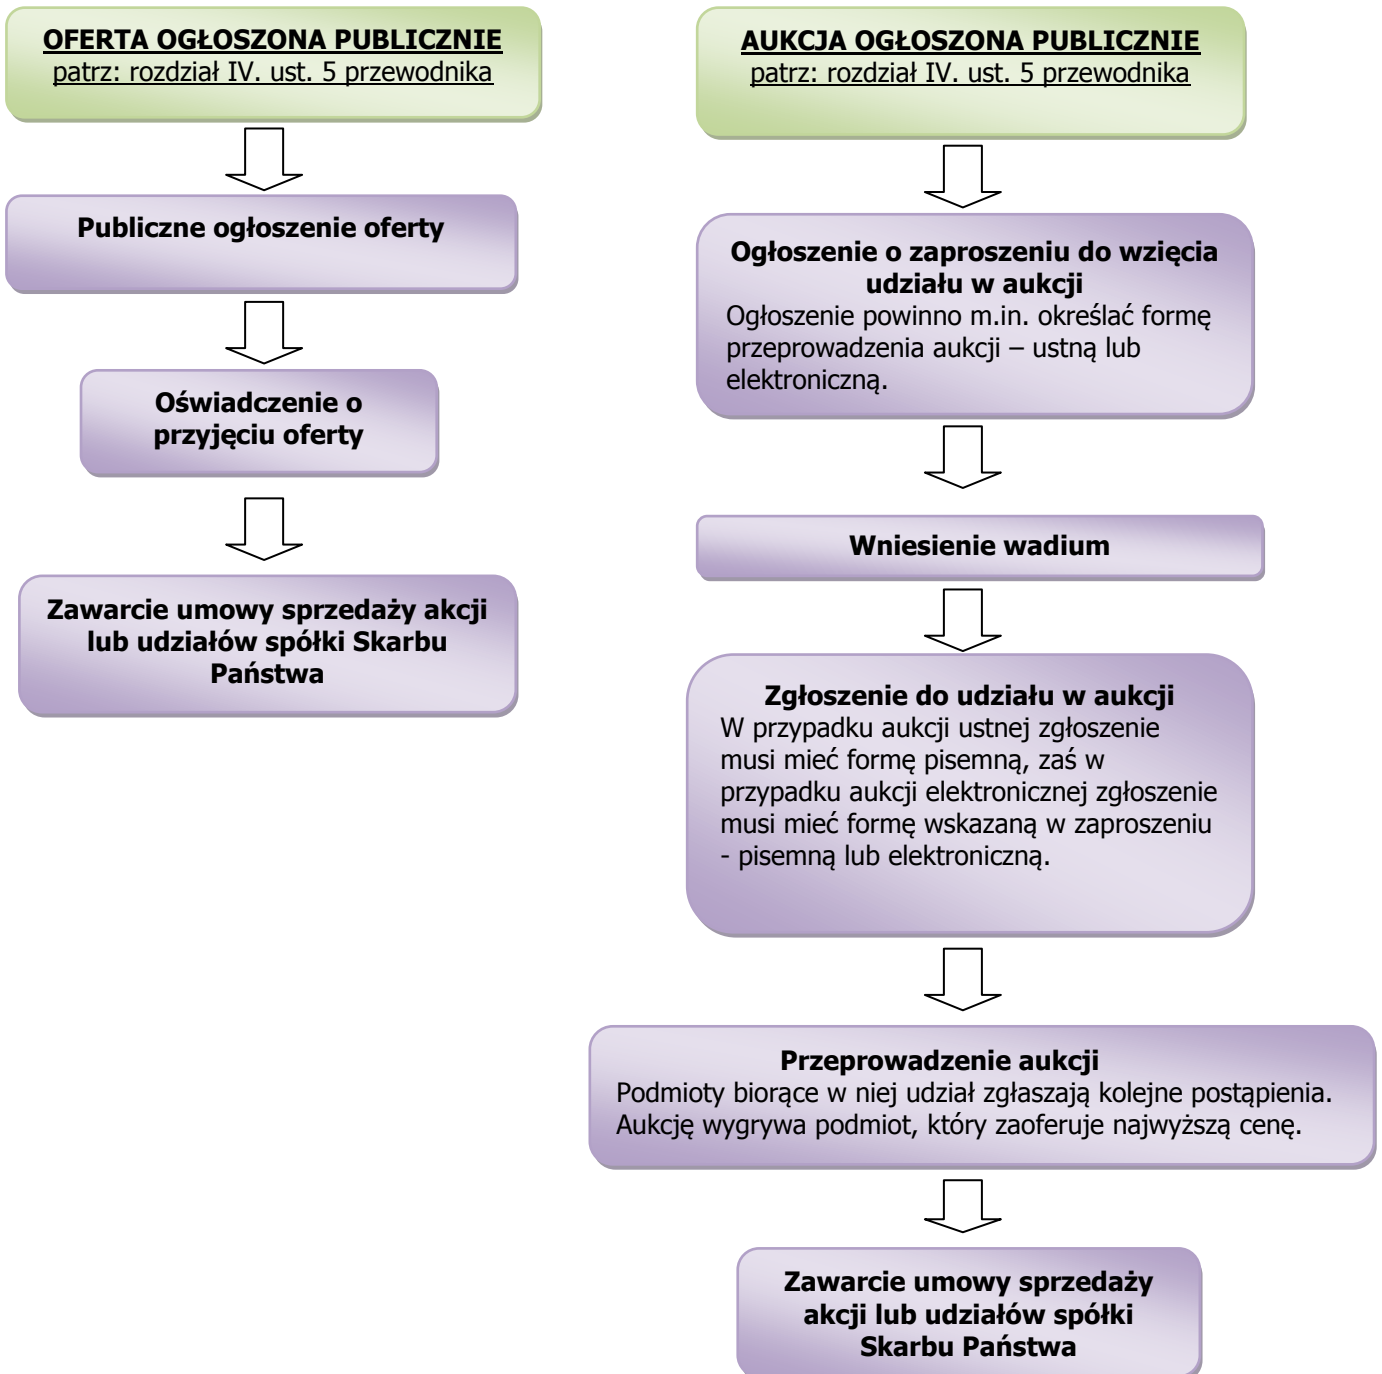 OFERTA OGŁOSZONA PUBLICZNIE
patrz: rozdział IV. ust. 5 przewodnika
Publiczne ogłoszenie oferty
Oświadczenie o
przyjęciu oferty
Zawarcie umowy sprzedaży akcji
lub udziałów spółki Skarbu
Państwa
AUKCJA OGŁOSZONA PUBLICZNIE
patrz: rozdział IV. ust. 5 przewodnika
Ogłoszenie o zaproszeniu do wzięcia
udziału w aukcji
Ogłoszenie powinno m.in. określać formę
przeprowadzenia aukcji – ustną lub
elektroniczną.
Wniesienie wadium
Zgłoszenie do udziału w aukcji
W przypadku aukcji ustnej zgłoszenie
musi mieć formę pisemną, zaś w
przypadku aukcji elektronicznej zgłoszenie
musi mieć formę wskazaną w zaproszeniu
- pisemną lub elektroniczną.
Przeprowadzenie aukcji
Podmioty biorące w niej udział zgłaszają kolejne postąpienia.
Aukcję wygrywa podmiot, który zaoferuje najwyższą cenę.
Zawarcie umowy sprzedaży
akcji lub udziałów spółki
Skarbu Państwa